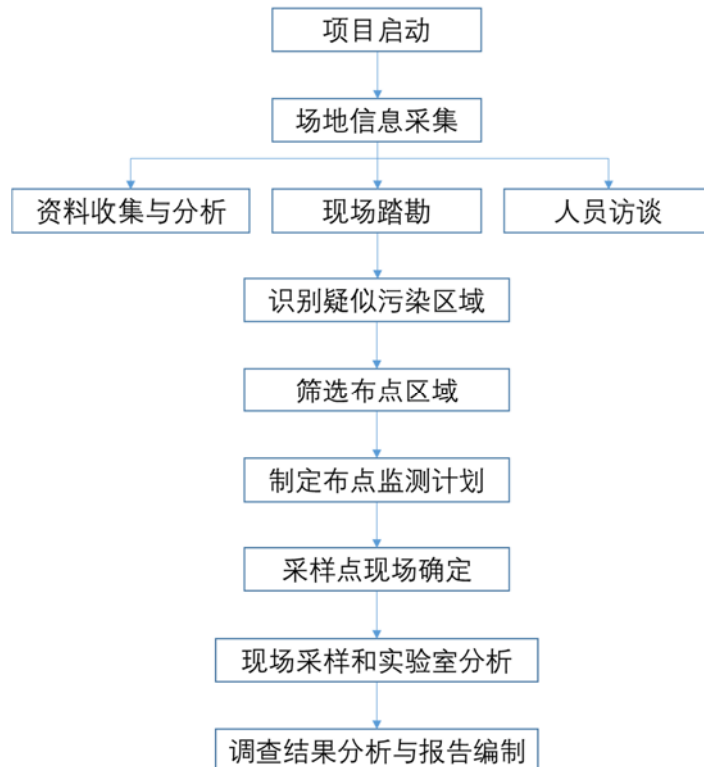 项目启动
场地信息采集
资料收集与分析
现场踏勘
人员访谈
识别疑似污染区域
筛选布点区域
制定布点监测计划
采样点现场确定
现场采样和实验室分析
调查结果分析与报告编制